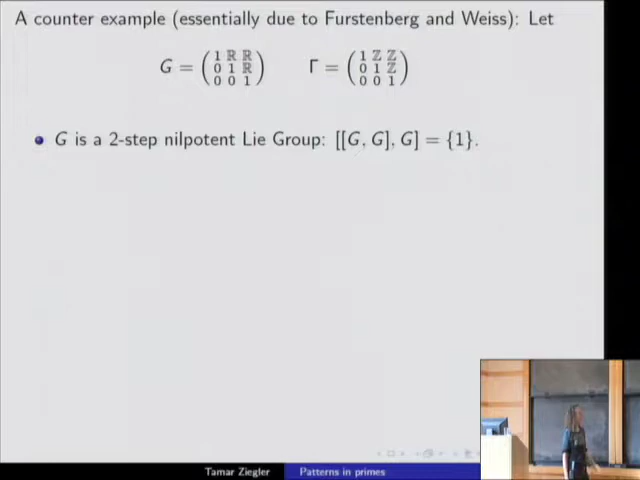 A counter example (essentially due to Furstenberg and Weiss): Let
G = ( 1 ℝ ℝ
0 1 ℝ
0 0 1 ) Γ = ( 1 ℤ ℤ
0 1 ℤ
0 0 1 )
G is a 2-step nilpotent Lie Group: [[G, G], G] = {1}.
Tamar Ziegler Patterns in primes